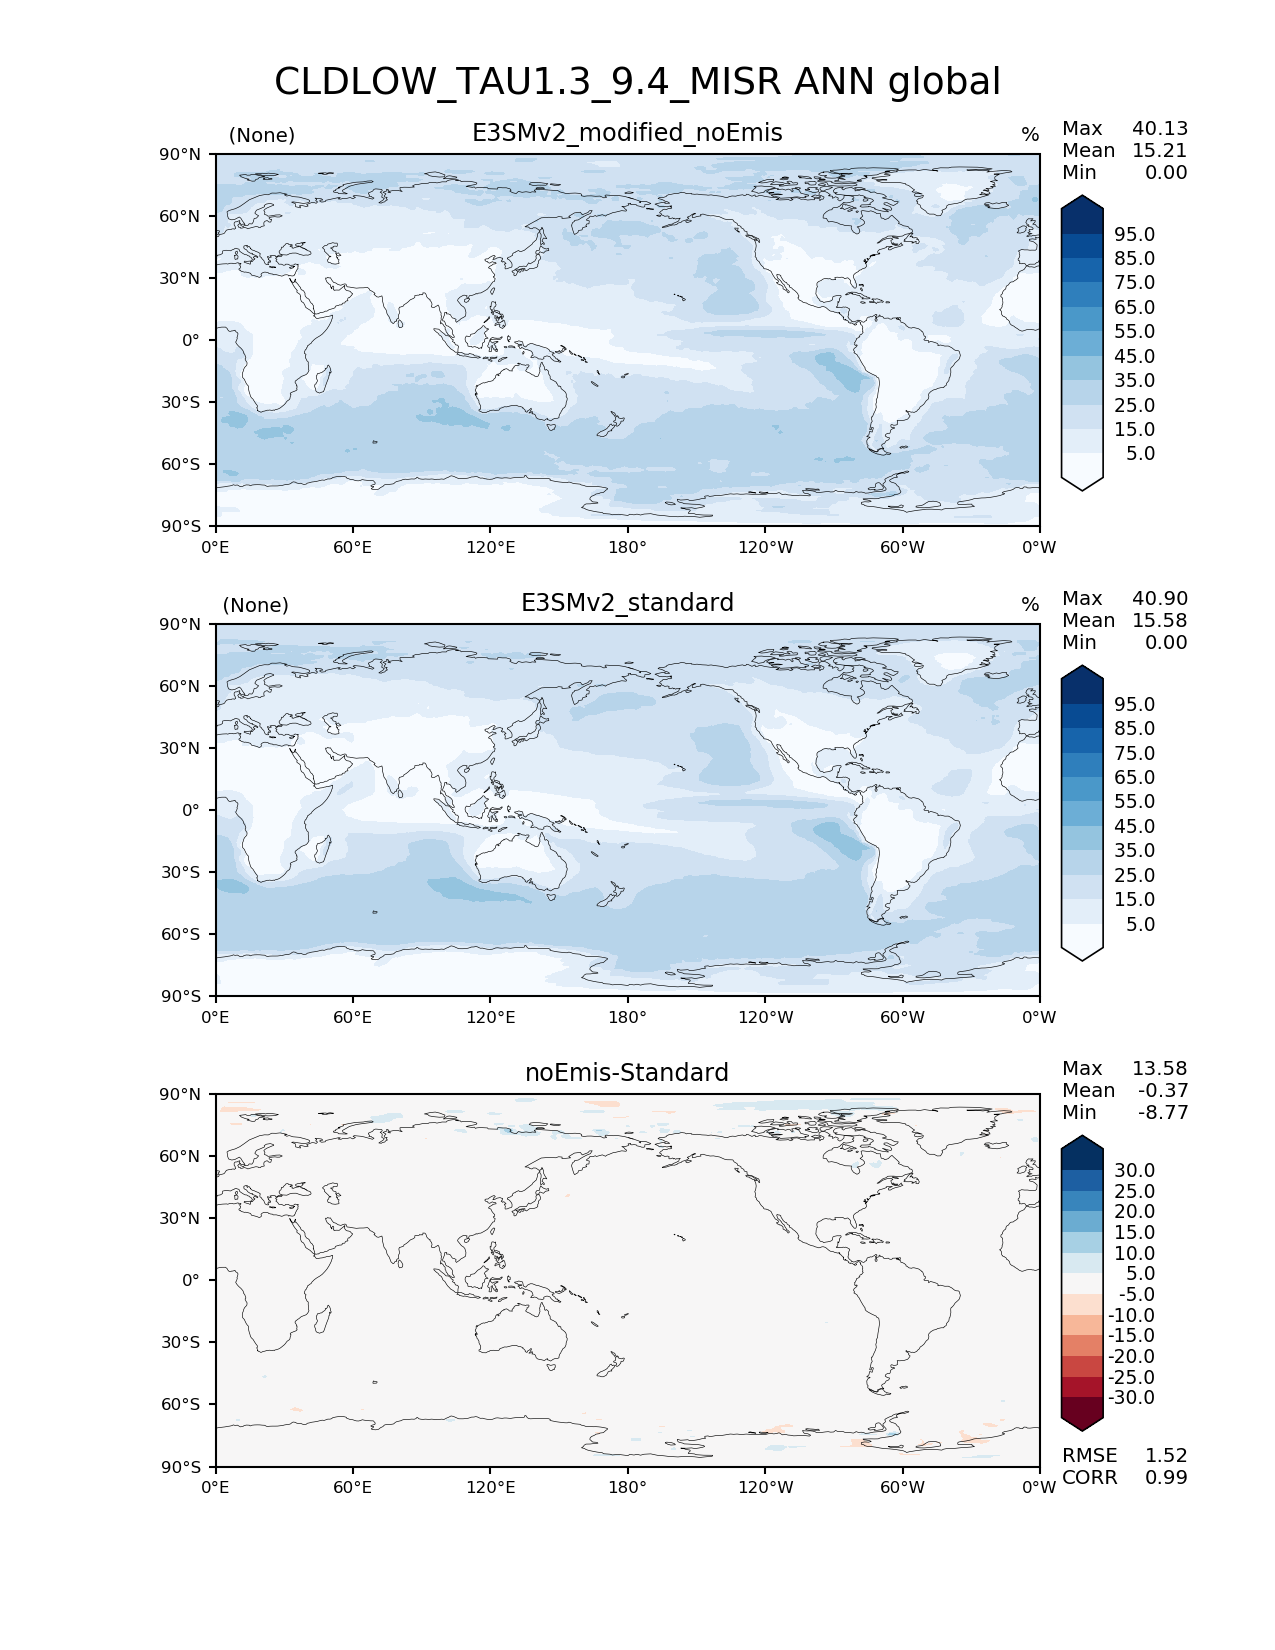 CLDLOW_TAU1.3_9.4_MISR ANN global
(None) E3SMv2_modified_noEmis %
Max 40.13
Mean 15.21
Min 0.00
90°N
60°N
30°N
0°
30°S
60°S
90°S
0°E 60°E 120°E 180° 120°W 60°W 0°W
95.0
85.0
75.0
65.0
55.0
45.0
35.0
25.0
15.0
5.0
(None) E3SMv2_standard %
Max 40.90
Mean 15.58
Min 0.00
90°N
60°N
30°N
0°
30°S
60°S
90°S
0°E 60°E 120°E 180° 120°W 60°W 0°W
95.0
85.0
75.0
65.0
55.0
45.0
35.0
25.0
15.0
5.0
noEmis-Standard
Max 13.58
Mean -0.37
Min -8.77
90°N
60°N
30°N
0°
30°S
60°S
90°S
0°E 60°E 120°E 180° 120°W 60°W 0°W
30.0
25.0
20.0
15.0
10.0
5.0
-5.0
-10.0
-15.0
-20.0
-25.0
-30.0
RMSE 1.52
CORR 0.99